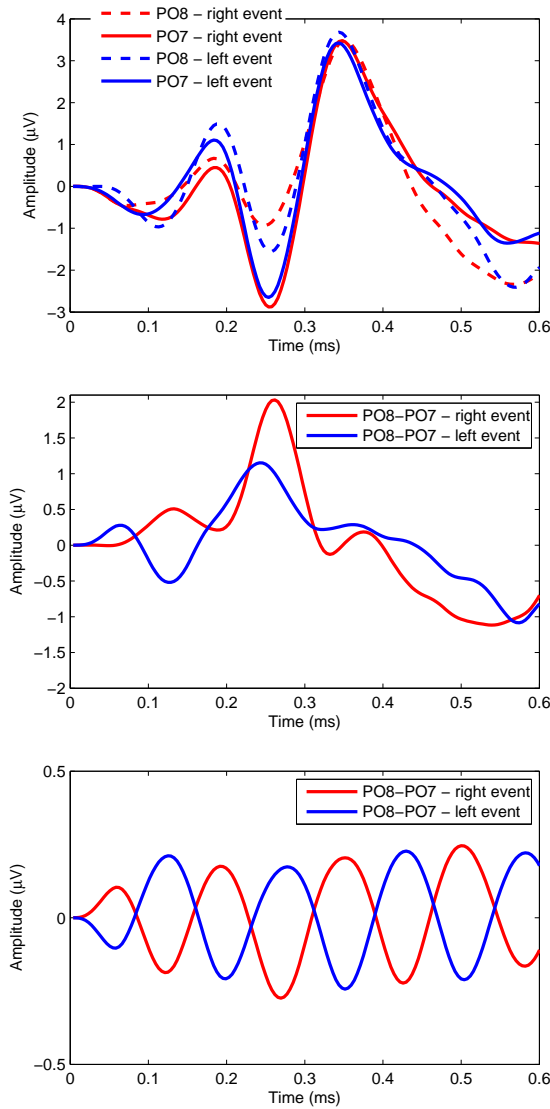 PO8 – right event
PO7 – right event
PO8 – left event
PO7 – left event
4
3
2
1
0
−1
−2
−3
Amplitude (μV)
0 0.1 0.2 0.3 0.4 0.5 0.6
Time (ms)
PO8−PO7 – right event
PO8−PO7 – left event
2
1.5
1
0.5
0
−0.5
−1
−1.5
−2
Amplitude (μV)
0 0.1 0.2 0.3 0.4 0.5 0.6
Time (ms)
PO8−PO7 – right event
PO8−PO7 – left event
0.5
0
−0.5
Amplitude (μV)
0 0.1 0.2 0.3 0.4 0.5 0.6
Time (ms)